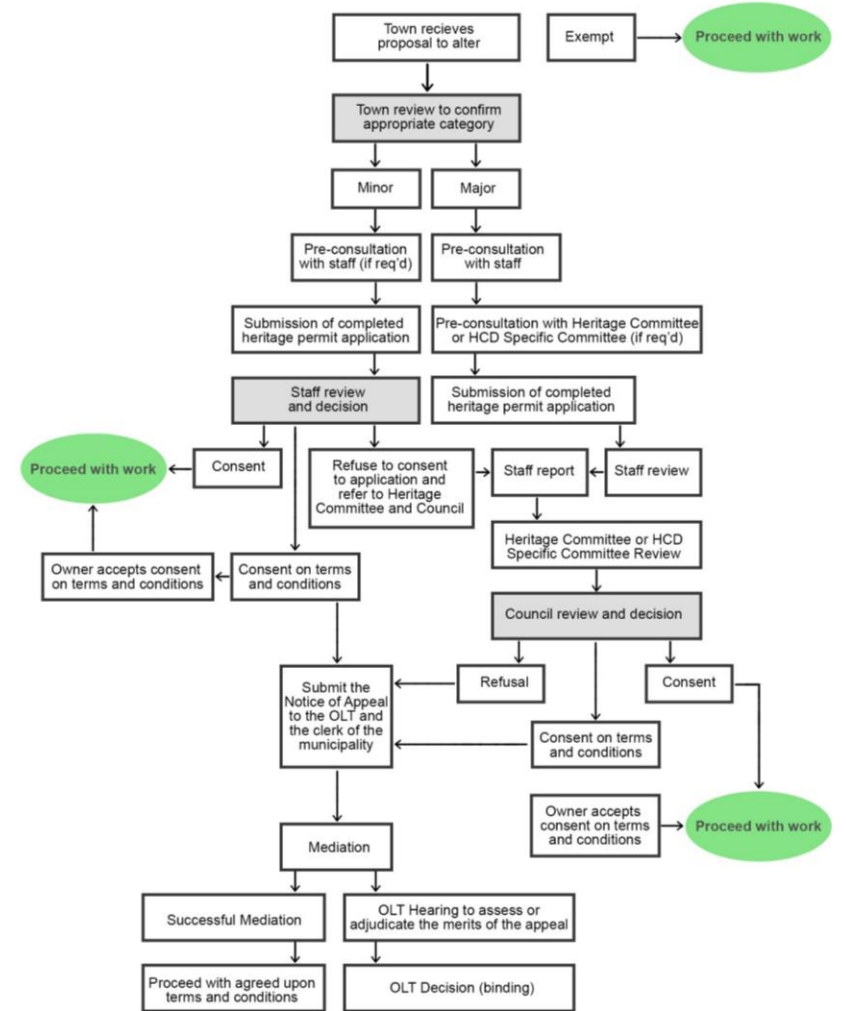 Town recieves
proposal to alter
Exempt
Proceed with work
Town review to confirm
appropriate category
Minor
Major
Pre-consultation
with staff (if req'd)
Pre-consultation
with staff
Submission of completed
heritage permit application
Pre-consultation with Heritage Committee
or HCD Specific Committee (if req'd)
Staff review
and decision
Submission of completed
heritage permit application
Proceed with work
Consent
Refuse to consent
to application and
refer to Heritage
Committee and Council
Staff report
Staff review
Heritage Committee or HCD
Specific Committee Review
Owner accepts consent
on terms and conditions
Consent on terms
and conditions
Council review and decision
Submit the
Notice of Appeal
to the OLT and
the clerk of the
municipality
Refusal
Consent
Consent on terms
and conditions
Owner accepts
consent on terms
and conditions
Proceed with work
Mediation
Successful Mediation
OLT Hearing to assess or
adjudicate the merits of the appeal
Proceed with agreed upon
terms and conditions
OLT Decision (binding)